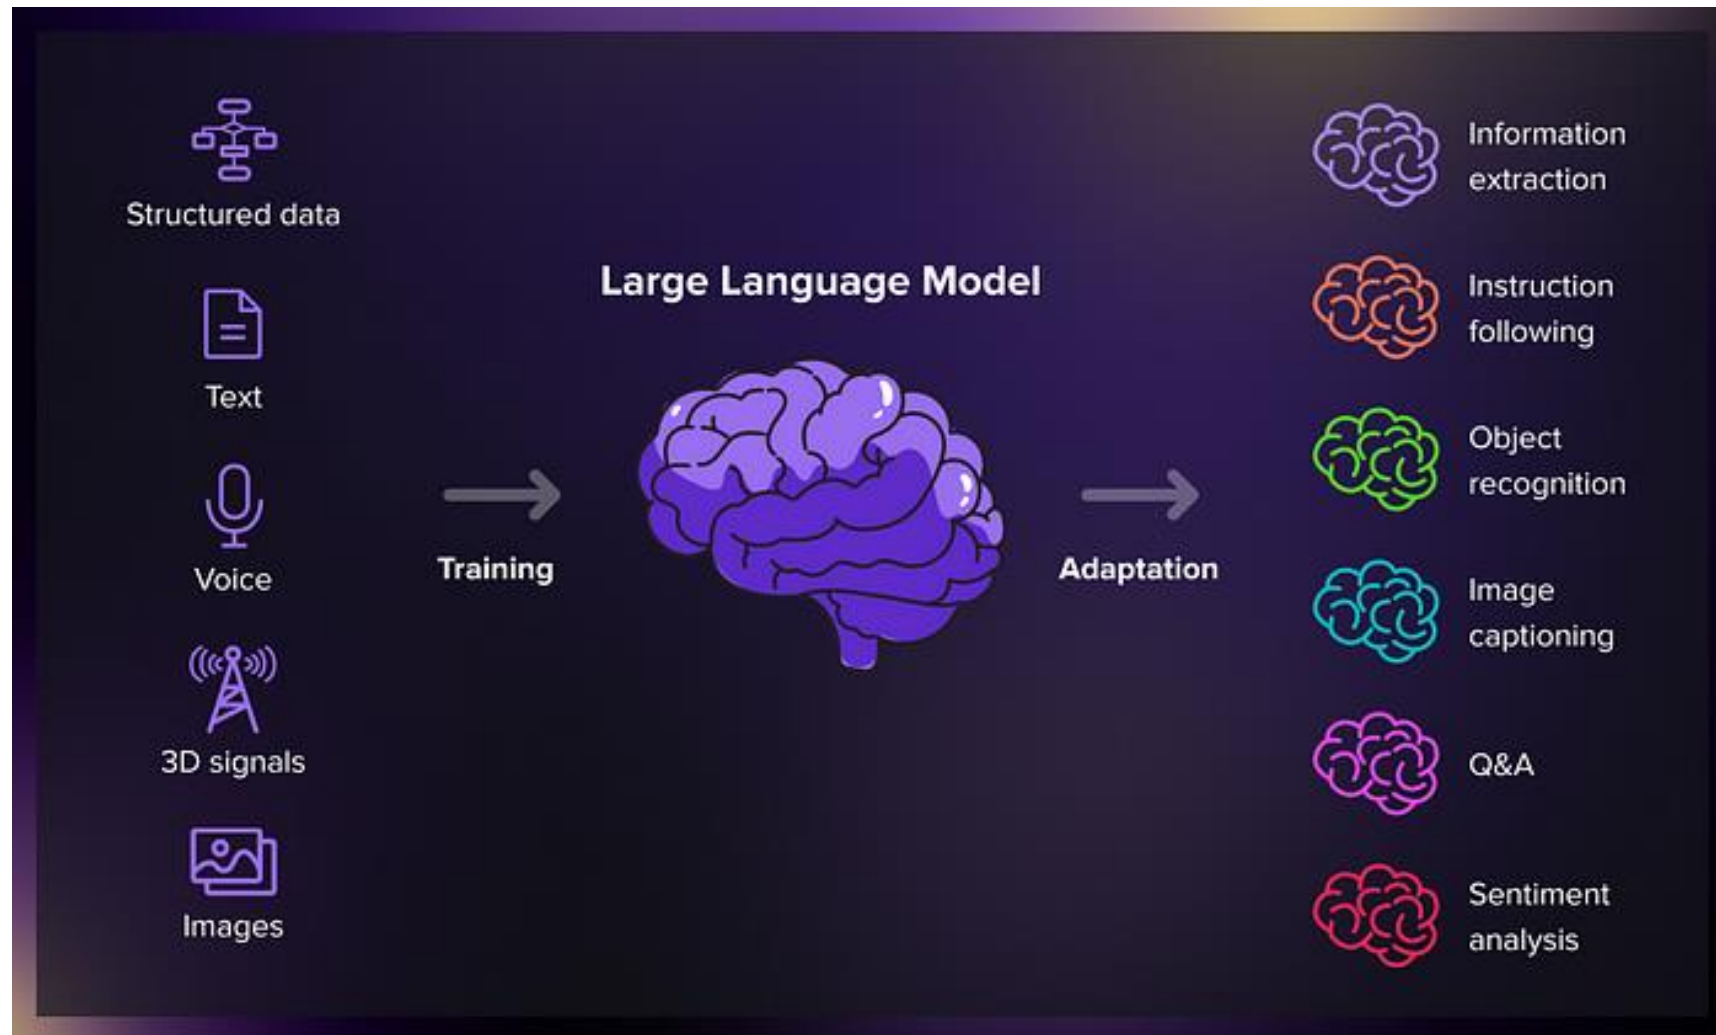 Structured data
Text
Voice
3D signals
Images
Training
Large Language Model
Adaptation
Information
extraction
Instruction
following
Object
recognition
Image
captioning
Q&A
Sentiment
analysis